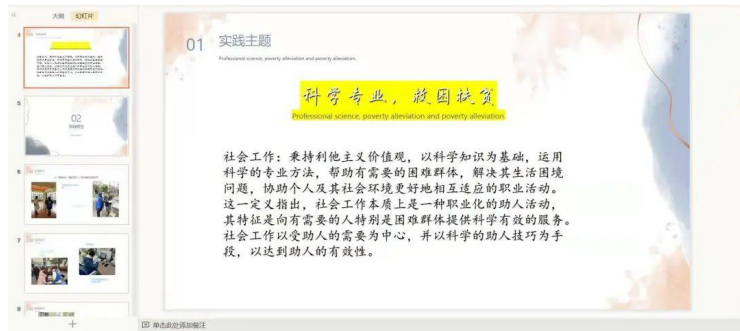 大纲 幻灯片
4
5
02
6
7
8
01 实践主题
Professional science, poverty alleviation and poverty alleviation.
科学专业，救困扶贫
Professional science, poverty alleviation and poverty alleviation.
社会工作：秉持利他主义价值观，以科学知识为基础，运用
科学的专业方法，帮助有需要的困难群体，解决其生活困境
问题，协助个人及其社会环境更好地相互适应的职业活动。
这一定义指出，社会工作本质上是一种职业化的助人活动，
其特征是向有需要的人特别是困难群体提供科学有效的服务。
社会工作以受助人的需要为中心，并以科学的助人技巧为手
段，以达到助人的有效性。
单击此处添加备注